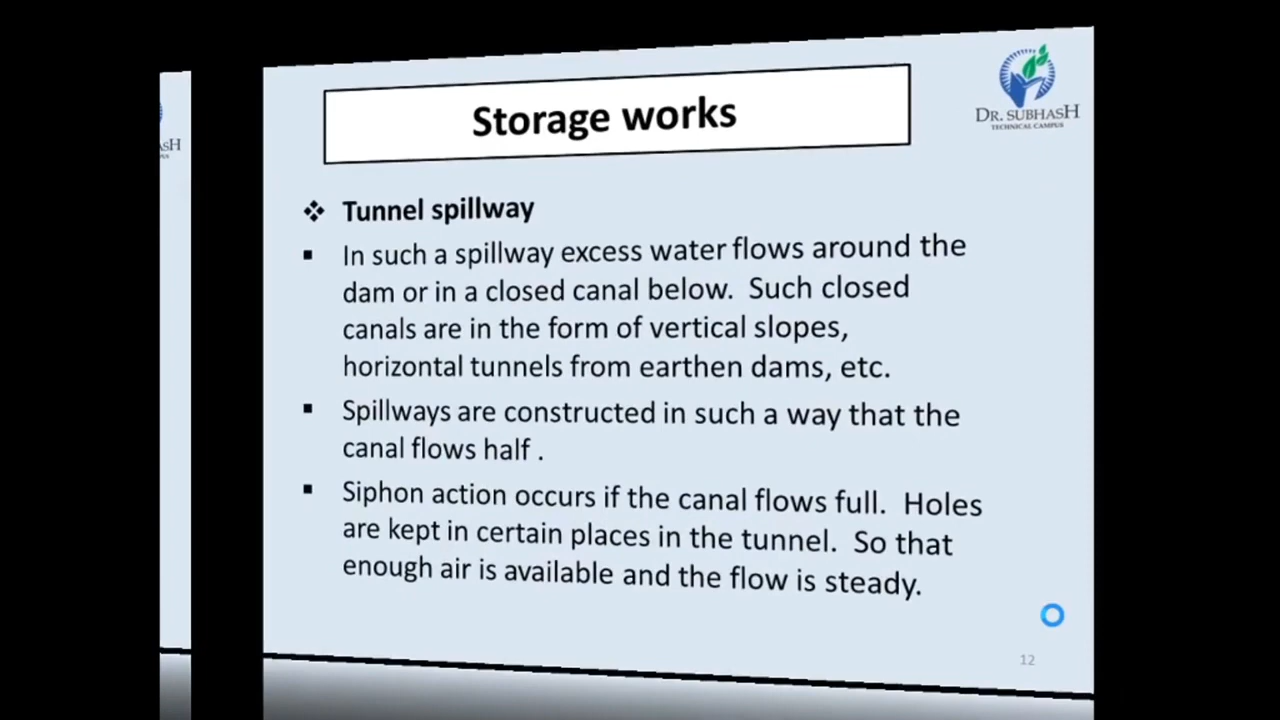 Storage works
DR. SUBHASH
TECHNICAL CAMPUS
❖ Tunnel spillway
▪ In such a spillway excess water flows around the
dam or in a closed canal below. Such closed
canals are in the form of vertical slopes,
horizontal tunnels from earthen dams, etc.
▪ Spillways are constructed in such a way that the
canal flows half .
▪ Siphon action occurs if the canal flows full. Holes
are kept in certain places in the tunnel. So that
enough air is available and the flow is steady.
12